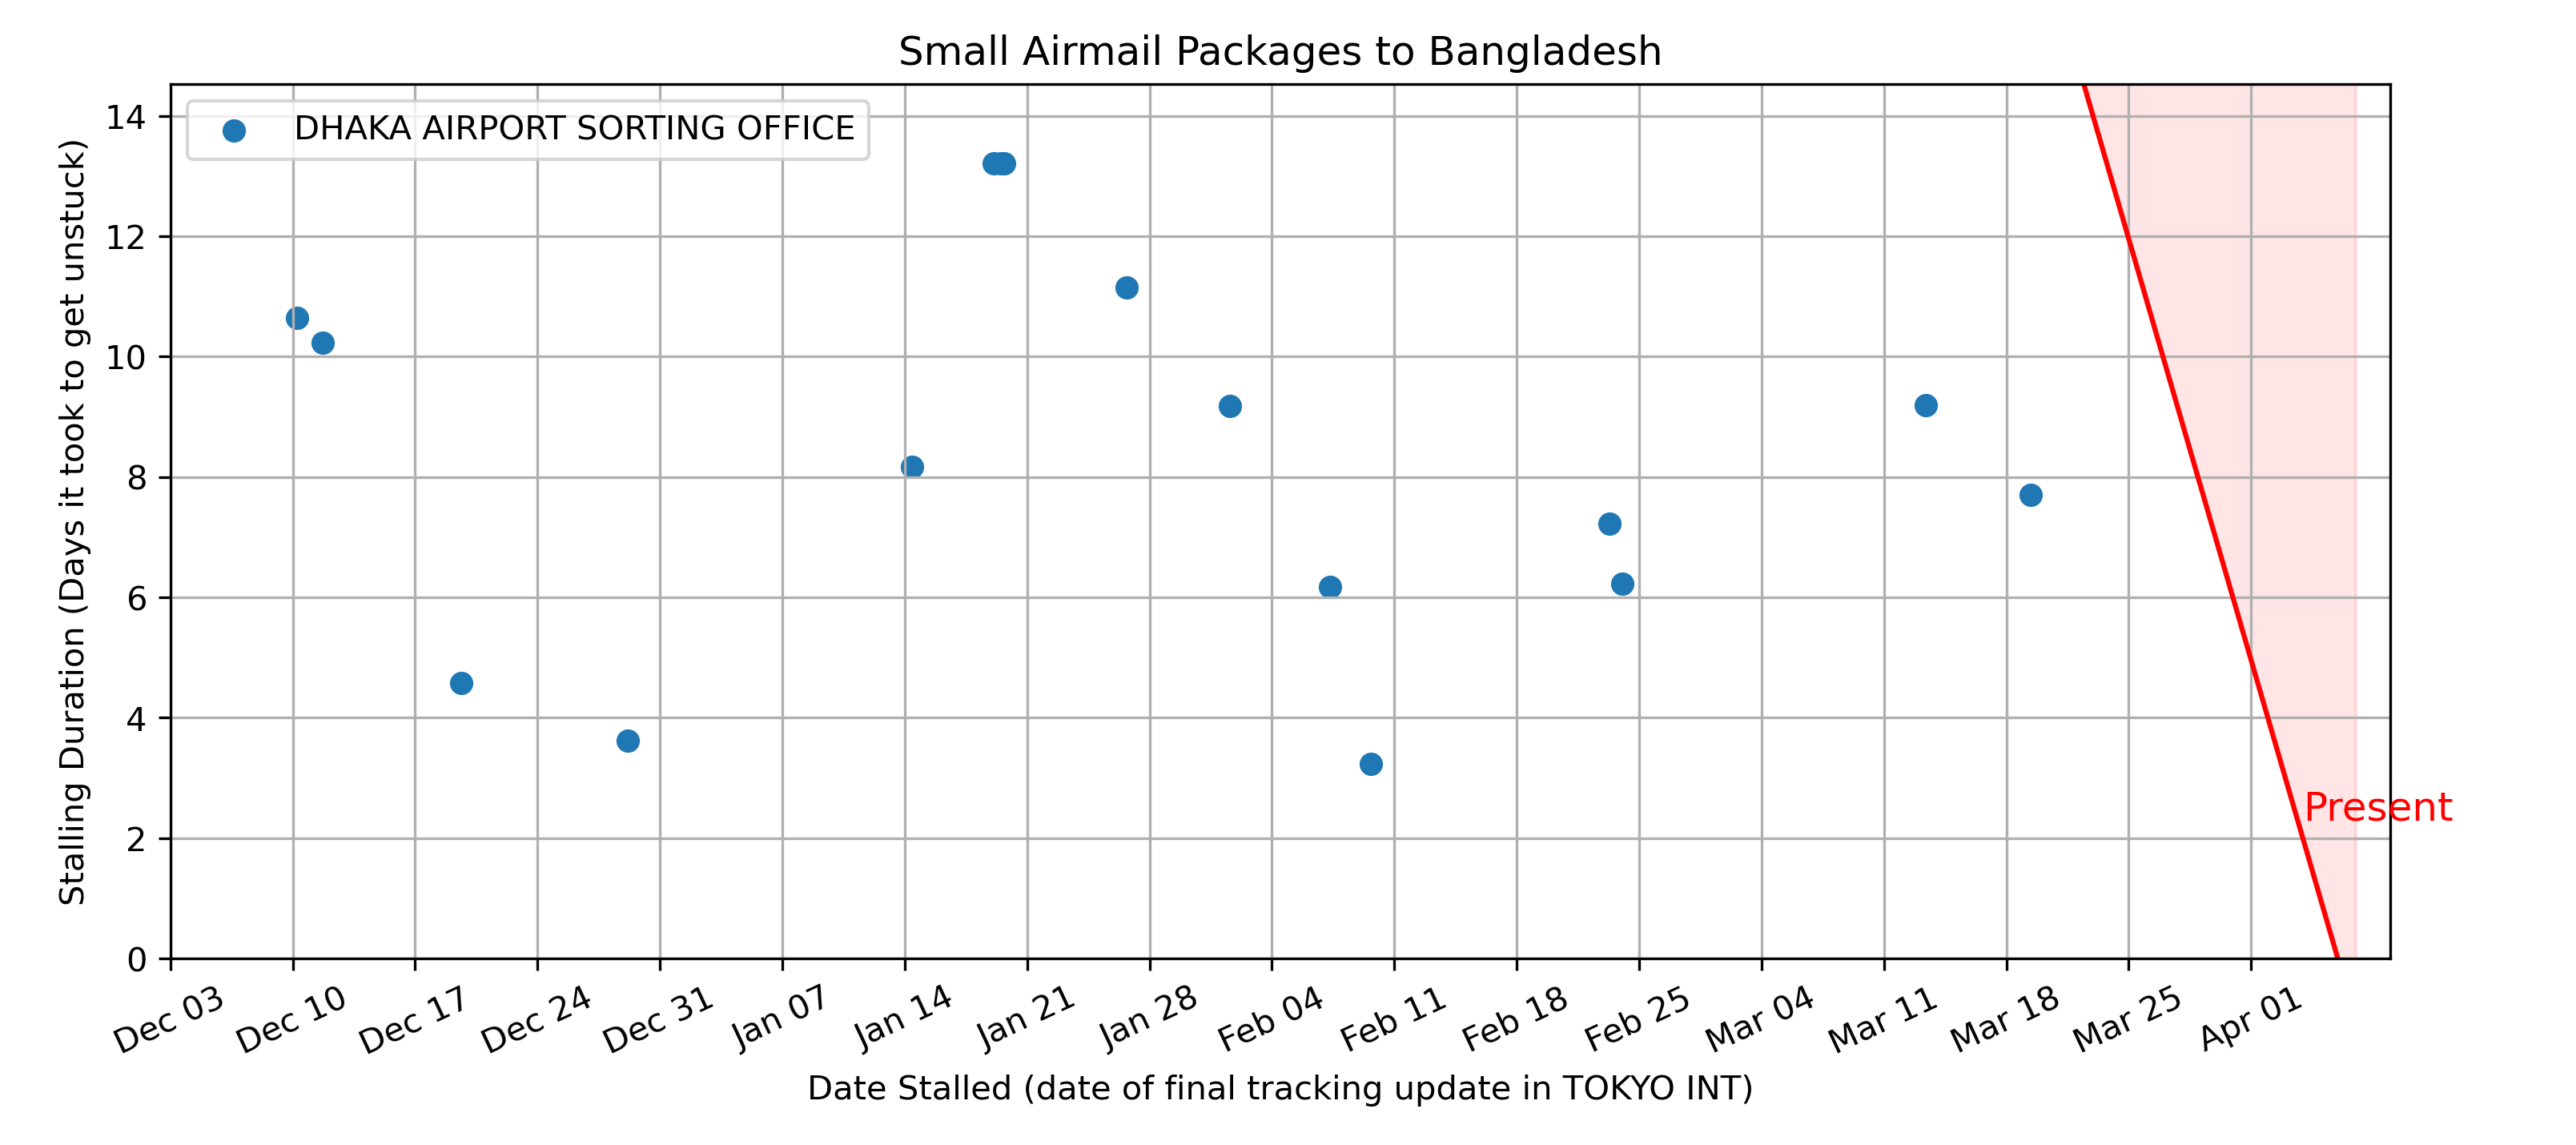 Small Airmail Packages to Bangladesh
DHAKA AIRPORT SORTING OFFICE
Stalling Duration (Days it took to get unstuck)
14
12
10
8
6
4
2
0
Present
Dec 03
Dec 10
Dec 17
Dec 24
Dec 31
Jan 07
Jan 14
Jan 21
Jan 28
Feb 04
Feb 11
Feb 18
Feb 25
Mar 04
Mar 11
Mar 18
Mar 25
Apr 01
Date Stalled (date of final tracking update in TOKYO INT)